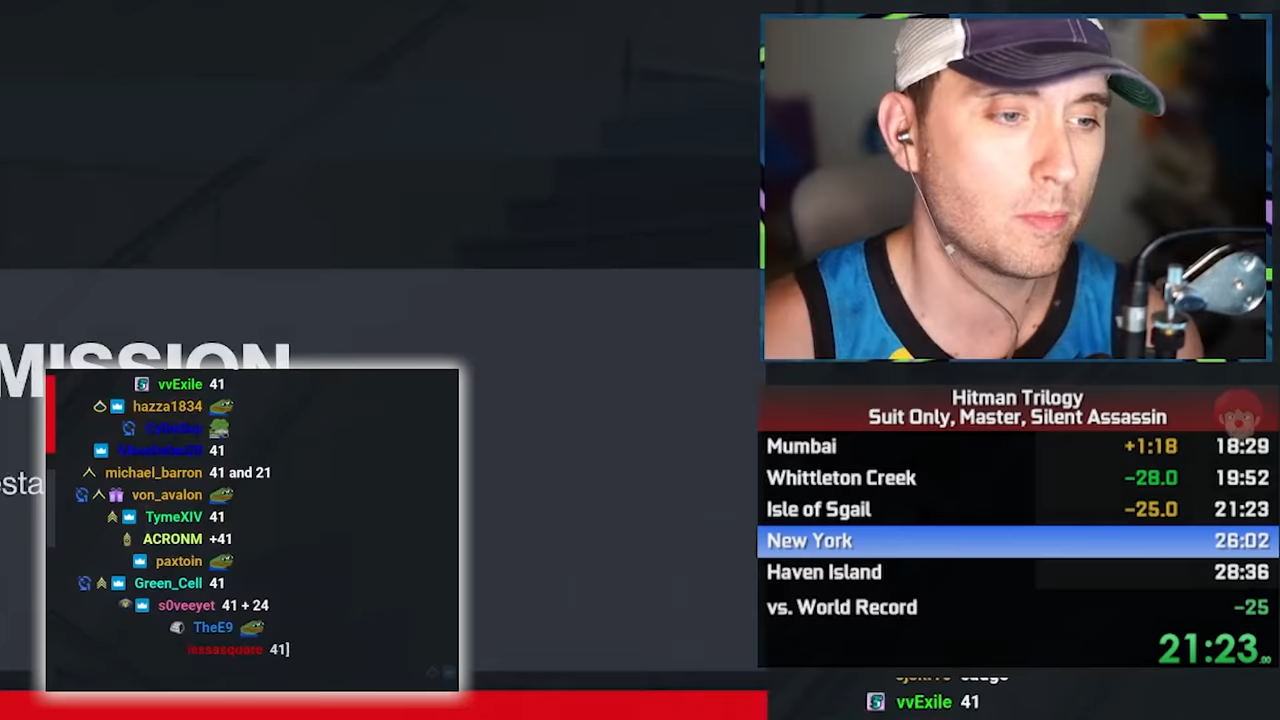 MISSION
esta
vvExile 41
hazza1834
41
michael_barron 41 and 21
von_avalon
TymeXIV 41
ACRONM +41
paxtoin
Green_Cell 41
s0veeyet 41 + 24
TheE9
lessasquare 41]
Hitman Trilogy
Suit Only, Master, Silent Assassin
Mumbai +1:18 18:29
Whittleton Creek -28.0 19:52
Isle of Sgail -25.0 21:23
New York 26:02
Haven Island 28:36
vs. World Record -25
21:23.00
vvExile 41